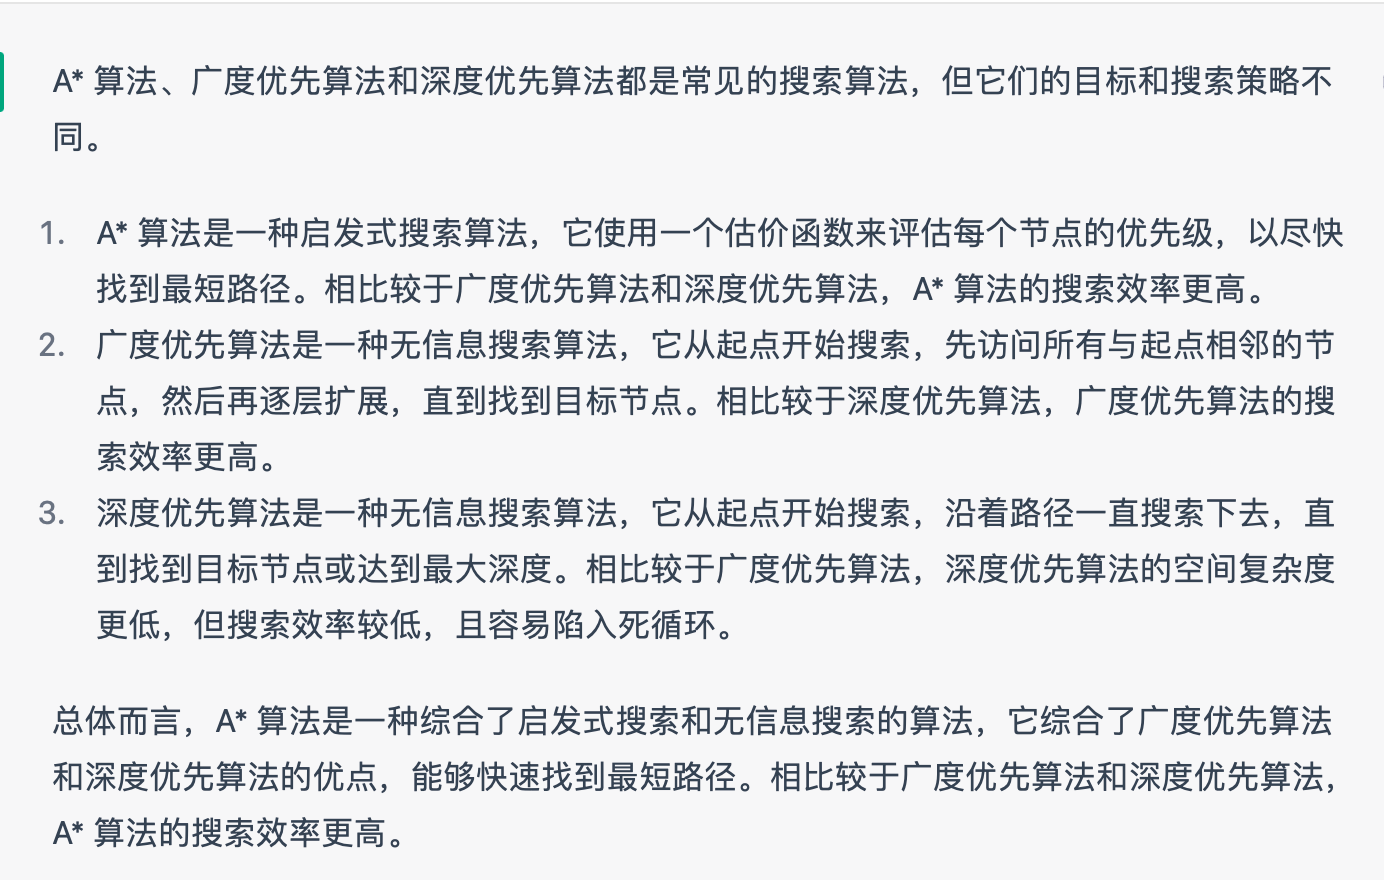 A* 算法、广度优先算法和深度优先算法都是常见的搜索算法，但它们的目标和搜索策略不
同。
1. A* 算法是一种启发式搜索算法，它使用一个估价函数来评估每个节点的优先级，以尽快
找到最短路径。相比较于广度优先算法和深度优先算法，A* 算法的搜索效率更高。
2. 广度优先算法是一种无信息搜索算法，它从起点开始搜索，先访问所有与起点相邻的节
点，然后再逐层扩展，直到找到目标节点。相比较于深度优先算法，广度优先算法的搜
索效率更高。
3. 深度优先算法是一种无信息搜索算法，它从起点开始搜索，沿着路径一直搜索下去，直
到找到目标节点或达到最大深度。相比较于广度优先算法，深度优先算法的空间复杂度
更低，但搜索效率较低，且容易陷入死循环。
总体而言，A* 算法是一种综合了启发式搜索和无信息搜索的算法，它综合了广度优先算法
和深度优先算法的优点，能够快速找到最短路径。相比较于广度优先算法和深度优先算法，
A* 算法的搜索效率更高。